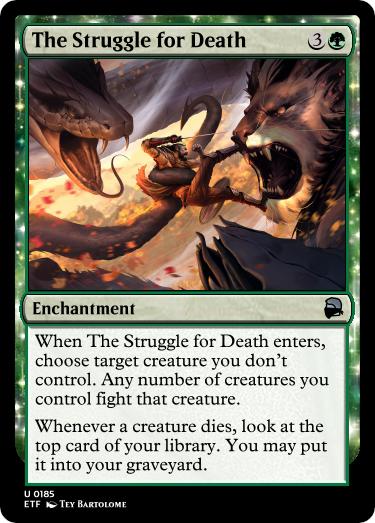 The Struggle for Death 3
Enchantment
When The Struggle for Death enters,
choose target creature you don't
control. Any number of creatures you
control fight that creature.
Whenever a creature dies, look at the
top card of your library. You may put
it into your graveyard.
U 0185
ETF Tey Bartolome